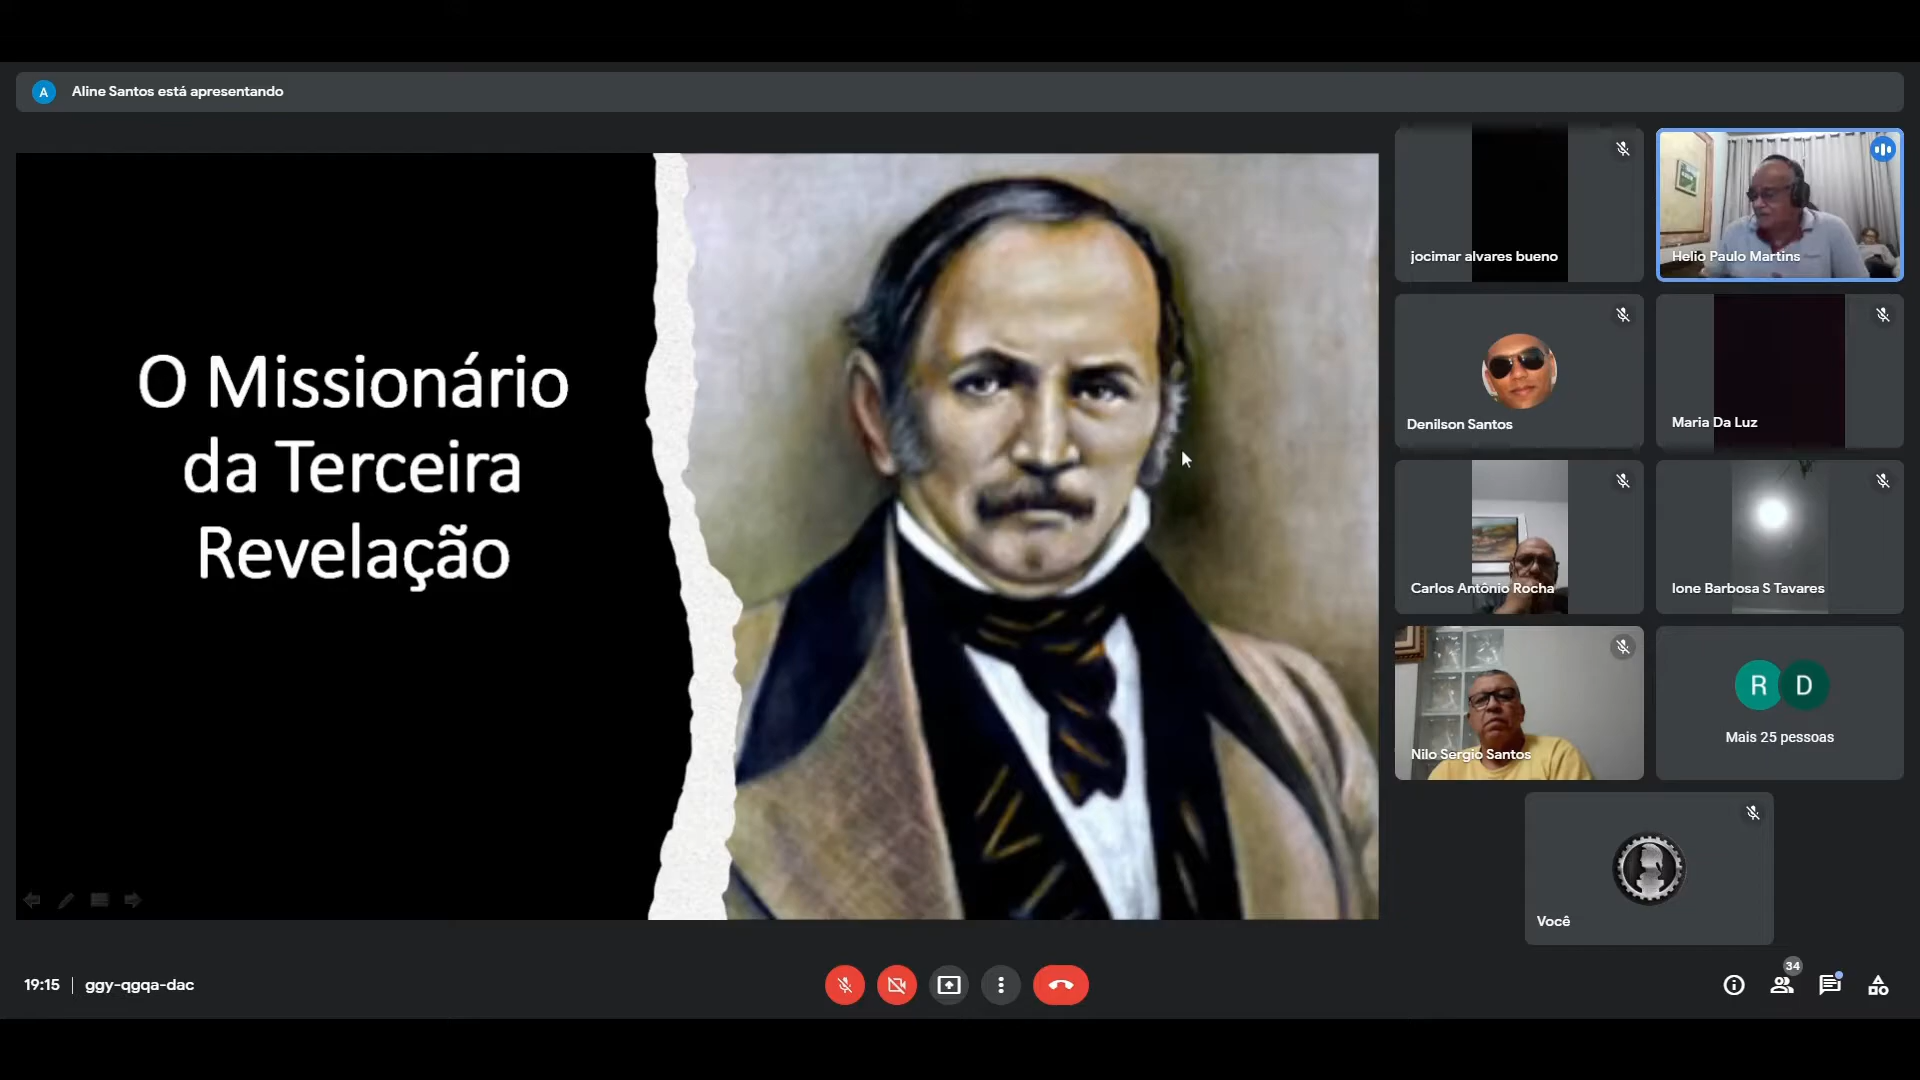 A
Aline Santos está apresentando
O Missionário
da Terceira
Revelação
jocimar alvares bueno
Helio Paulo Martins
Denilson Santos
Maria Da Luz
Carlos Antônio Rocha
Ione Barbosa S Tavares
Nilo Sergio Santos
R D
Mais 25 pessoas
Você
19:15 | ggy-qgqa-dac
34